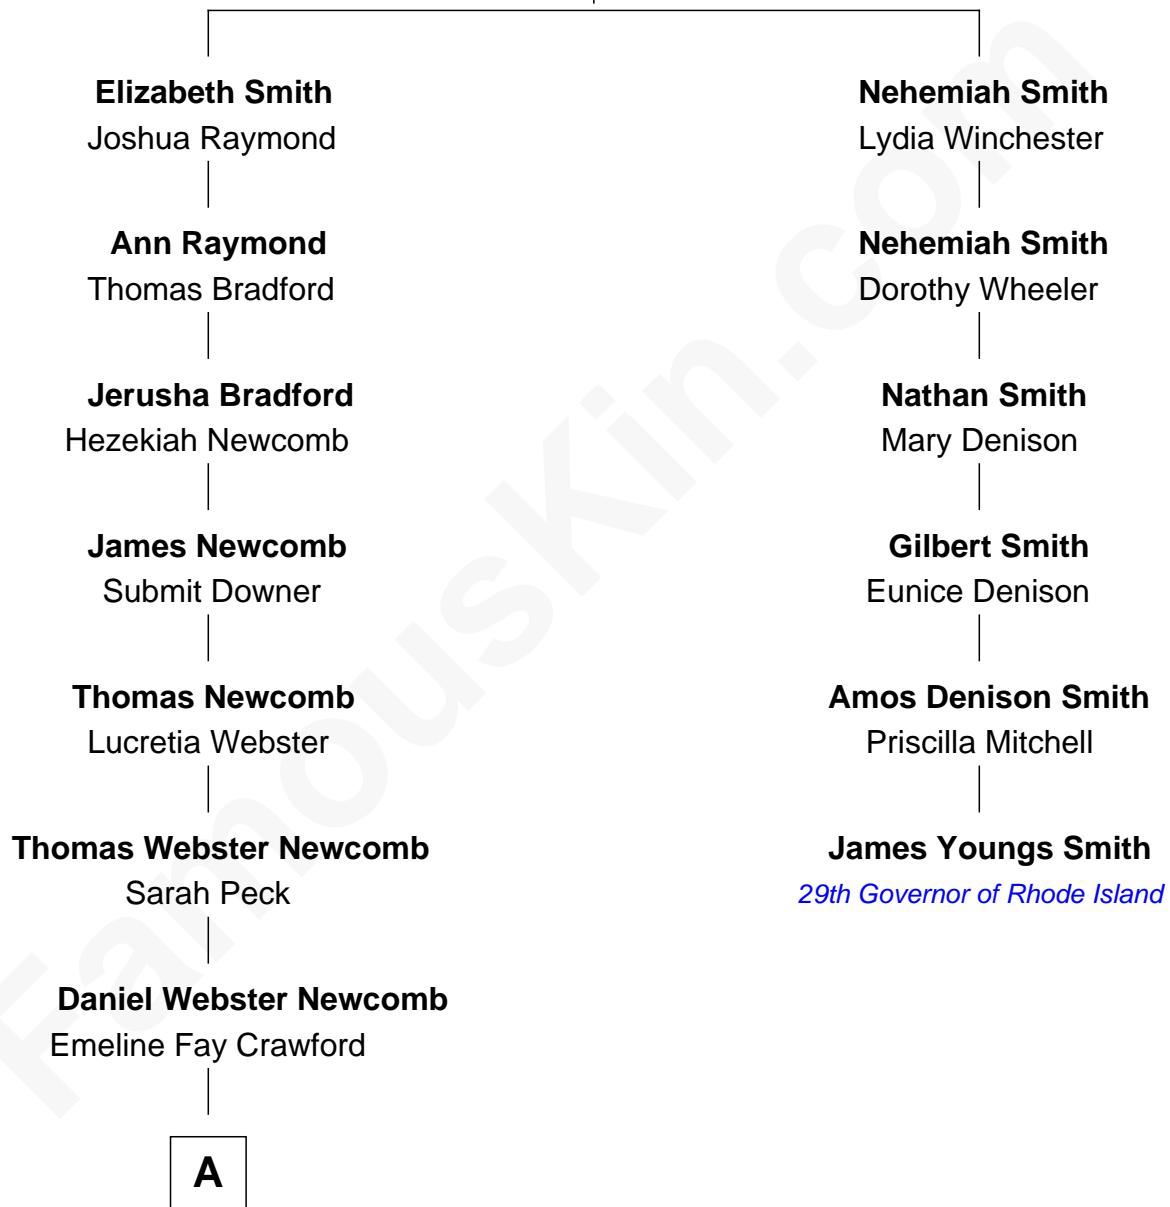 Elizabeth Smith
Joshua Raymond
Ann Raymond
Thomas Bradford
Jerusha Bradford
Hezekiah Newcomb
James Newcomb
Submit Downer
Thomas Newcomb
Lucretia Webster
Thomas Webster Newcomb
Sarah Peck
Daniel Webster Newcomb
Emeline Fay Crawford
A
Nehemiah Smith
Lydia Winchester
Nehemiah Smith
Dorothy Wheeler
Nathan Smith
Mary Denison
Gilbert Smith
Eunice Denison
Amos Denison Smith
Priscilla Mitchell
James Youngs Smith
29th Governor of Rhode Island
FamousKin.com